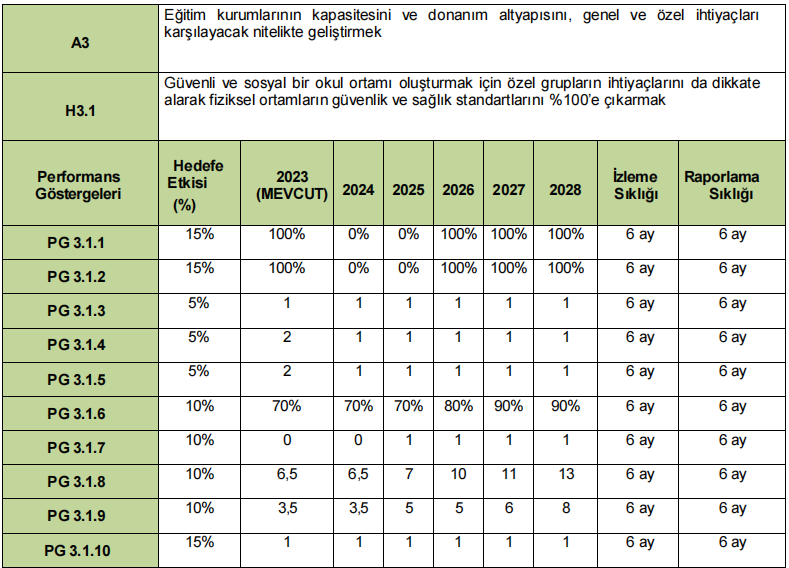 A3
Eğitim kurumlarının kapasitesini ve donanım altyapısını, genel ve özel ihtiyaçları
karşılayacak nitelikte geliştirmek
H3.1
Güvenli ve sosyal bir okul ortamı oluşturmak için özel grupların ihtiyaçlarını da dikkate
alarak fiziksel ortamların güvenlik ve sağlık standartlarını %100’e çıkarmak
Performans Göstergeleri Hedefe Etkisi (%) 2023 (MEVCUT) 2024 2025 2026 2027 2028 İzleme Sıklığı Raporlama Sıklığı
PG 3.1.1 15% 100% 0% 0% 100% 100% 100% 6 ay 6 ay
PG 3.1.2 15% 100% 0% 0% 100% 100% 100% 6 ay 6 ay
PG 3.1.3 5% 1 1 1 1 1 1 6 ay 6 ay
PG 3.1.4 5% 2 1 1 1 1 1 6 ay 6 ay
PG 3.1.5 5% 2 1 1 1 1 1 6 ay 6 ay
PG 3.1.6 10% 70% 70% 70% 80% 90% 90% 6 ay 6 ay
PG 3.1.7 10% 0 0 1 1 1 1 6 ay 6 ay
PG 3.1.8 10% 6,5 6,5 7 10 11 13 6 ay 6 ay
PG 3.1.9 10% 3,5 3,5 5 5 6 8 6 ay 6 ay
PG 3.1.10 15% 1 1 1 1 1 1 6 ay 6 ay